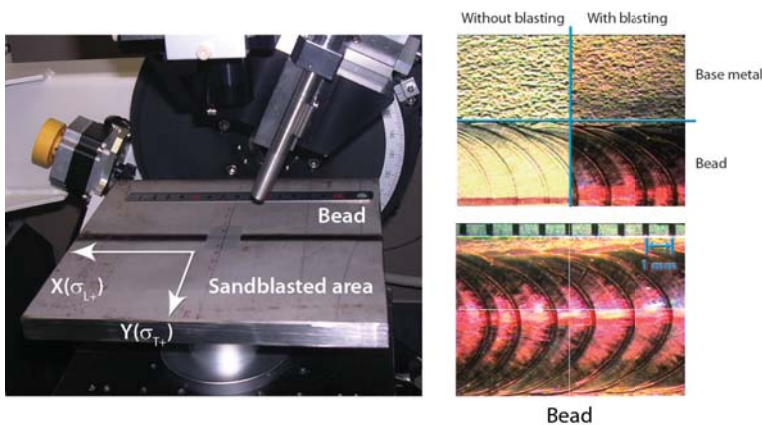 Without blasting
With blasting
Base metal
Bead
Bead
X(σL+)
Sandblasted area
Y(σT+)
1 mm
Bead